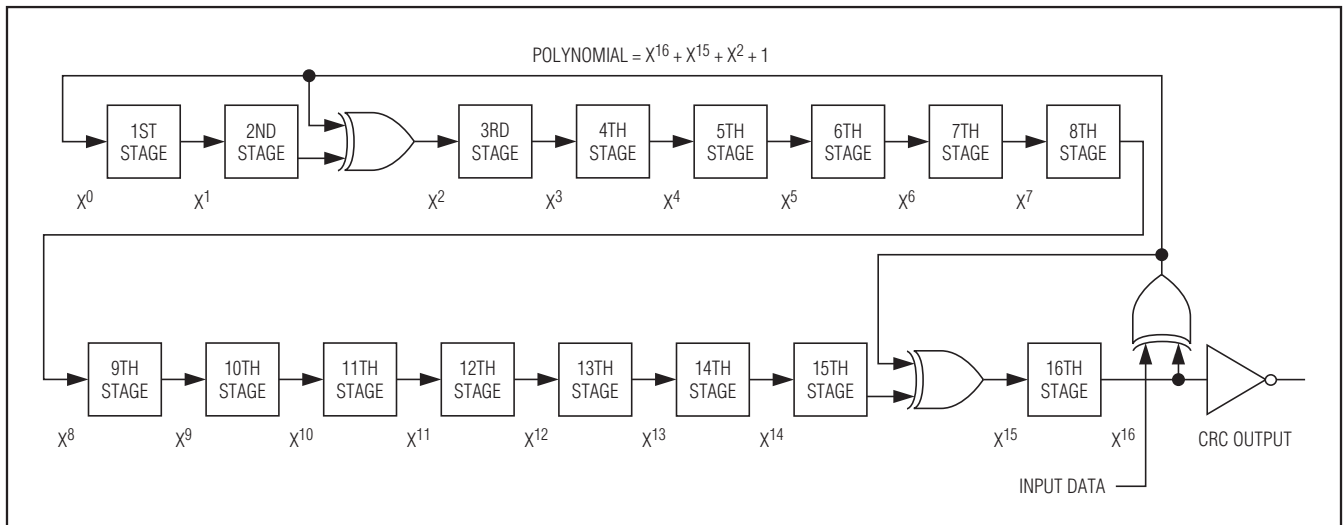 POLYNOMIAL = X16 + X15 + X2 + 1
1ST STAGE
2ND STAGE
3RD STAGE
4TH STAGE
5TH STAGE
6TH STAGE
7TH STAGE
8TH STAGE
X0 X1 X2 X3 X4 X5 X6 X7
9TH STAGE
10TH STAGE
11TH STAGE
12TH STAGE
13TH STAGE
14TH STAGE
15TH STAGE
16TH STAGE
X8 X9 X10 X11 X12 X13 X14 X15 X16
CRC OUTPUT
INPUT DATA